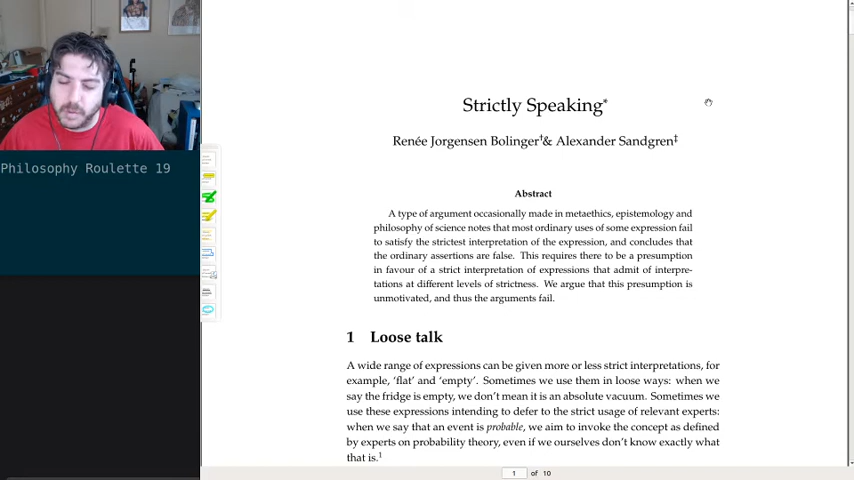 Strictly Speaking*
Renée Jorgensen Bolinger†& Alexander Sandgren‡
Abstract
A type of argument occasionally made in metaethics, epistemology and
philosophy of science notes that most ordinary uses of some expression fail
to satisfy the strictest interpretation of the expression, and concludes that
the ordinary assertions are false. This requires there to be a presumption
in favour of a strict interpretation of expressions that admit of interpre-
tations at different levels of strictness. We argue that this presumption is
unmotivated, and thus the arguments fail.
Philosophy Roulette 19
1 Loose talk
A wide range of expressions can be given more or less strict interpretations, for
example, ‘flat’ and ‘empty’. Sometimes we use them in loose ways: when we
say the fridge is empty, we don’t mean it is an absolute vacuum. Sometimes we
use these expressions intending to defer to the strict usage of relevant experts:
when we say that an event is probable, we aim to invoke the concept as defined
by experts on probability theory, even if we ourselves don’t know exactly what
that is.1
1 of 10